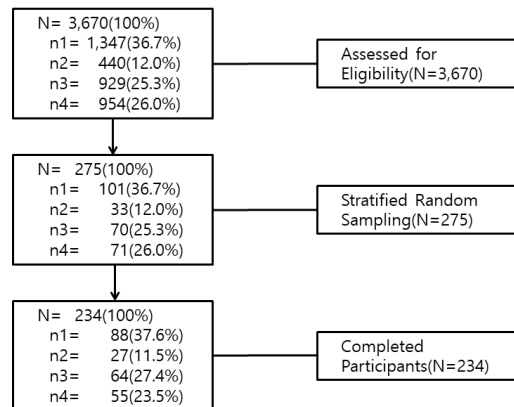 N= 3,670(100%)
n1= 1,347(36.7%)
n2= 440(12.0%)
n3= 929(25.3%)
n4= 954(26.0%)
Assessed for
Eligibility(N=3,670)
N= 275(100%)
n1= 101(36.7%)
n2= 33(12.0%)
n3= 70(25.3%)
n4= 71(26.0%)
Stratified Random
Sampling(N=275)
N= 234(100%)
n1= 88(37.6%)
n2= 27(11.5%)
n3= 64(27.4%)
n4= 55(23.5%)
Completed
Participants(N=234)